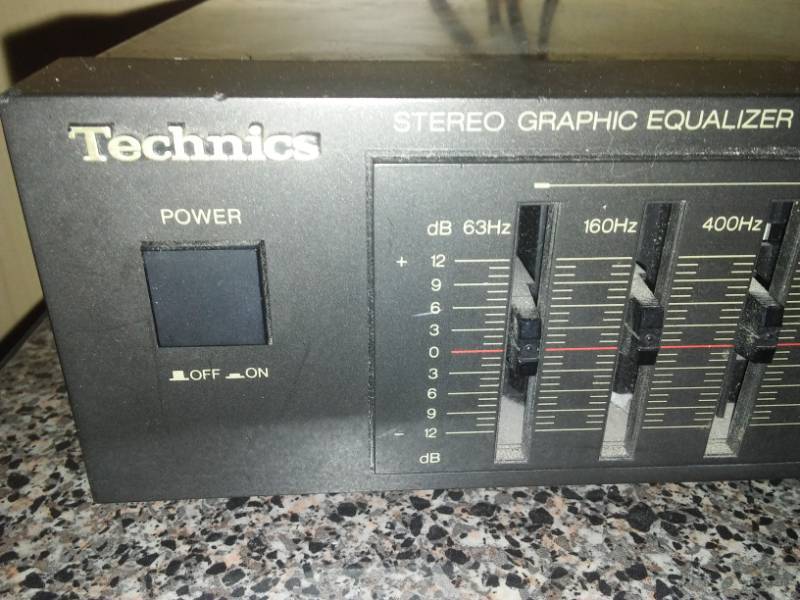 Technics
STEREO GRAPHIC EQUALIZER
POWER
OFF ON
dB 63Hz 160Hz 400Hz
+ 12
9
6
3
0
3
6
9
- 12
dB